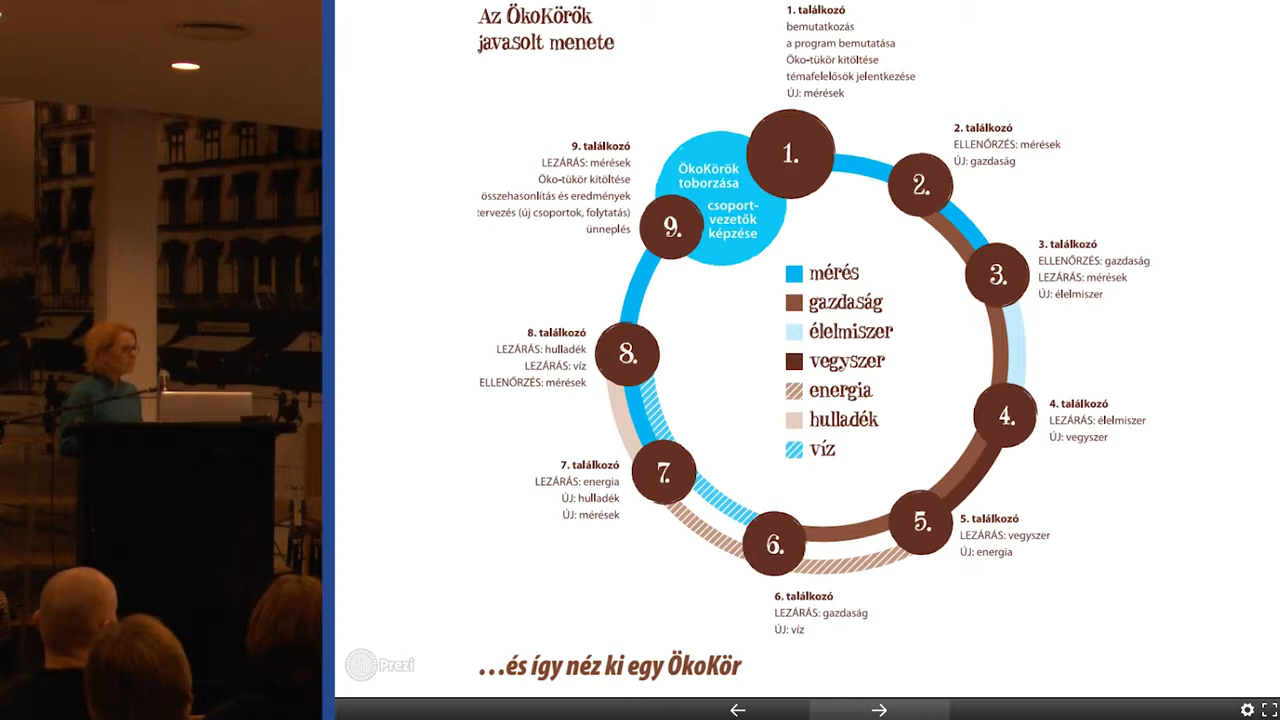 Az ÖkoKörök
javasolt menete
1. találkozó
bemutatkozás
a program bemutatása
Öko-tükör kitöltése
témafelelősök jelentkezése
ÚJ: mérések
2. találkozó
ELLENŐRZÉS: mérések
ÚJ: gazdaság
3. találkozó
ELLENŐRZÉS: gazdaság
LEZÁRÁS: mérések
ÚJ: élelmiszer
4. találkozó
LEZÁRÁS: élelmiszer
ÚJ: vegyszer
5. találkozó
LEZÁRÁS: vegyszer
ÚJ: energia
6. találkozó
LEZÁRÁS: gazdaság
ÚJ: víz
7. találkozó
LEZÁRÁS: energia
ÚJ: hulladék
ÚJ: mérések
8. találkozó
LEZÁRÁS: hulladék
LEZÁRÁS: víz
ELLENŐRZÉS: mérések
9. találkozó
LEZÁRÁS: mérések
Öko-tükör kitöltése
összehasonlítás és eredmények
tervezés (új csoportok, folytatás)
ünneplés
ÖkoKörök
toborzása
csoport-
vezetők
képzése
1.
2.
3.
4.
5.
6.
7.
8.
9.
mérés
gazdaság
élelmiszer
vegyszer
energia
hulladék
víz
...és így néz ki egy ÖkoKör
Prezi